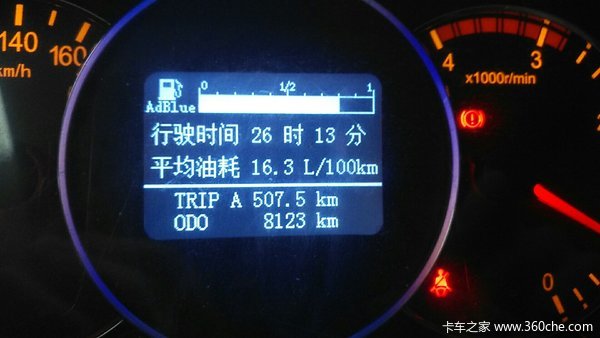 140
160
km/h
0 1/2 1
AdBlue
行驶时间 26 时 13 分
平均油耗 16.3 L/100km
TRIP A 507.5 km
ODO 8123 km
4 3
x1000r/min
0
卡车之家 www.360che.com